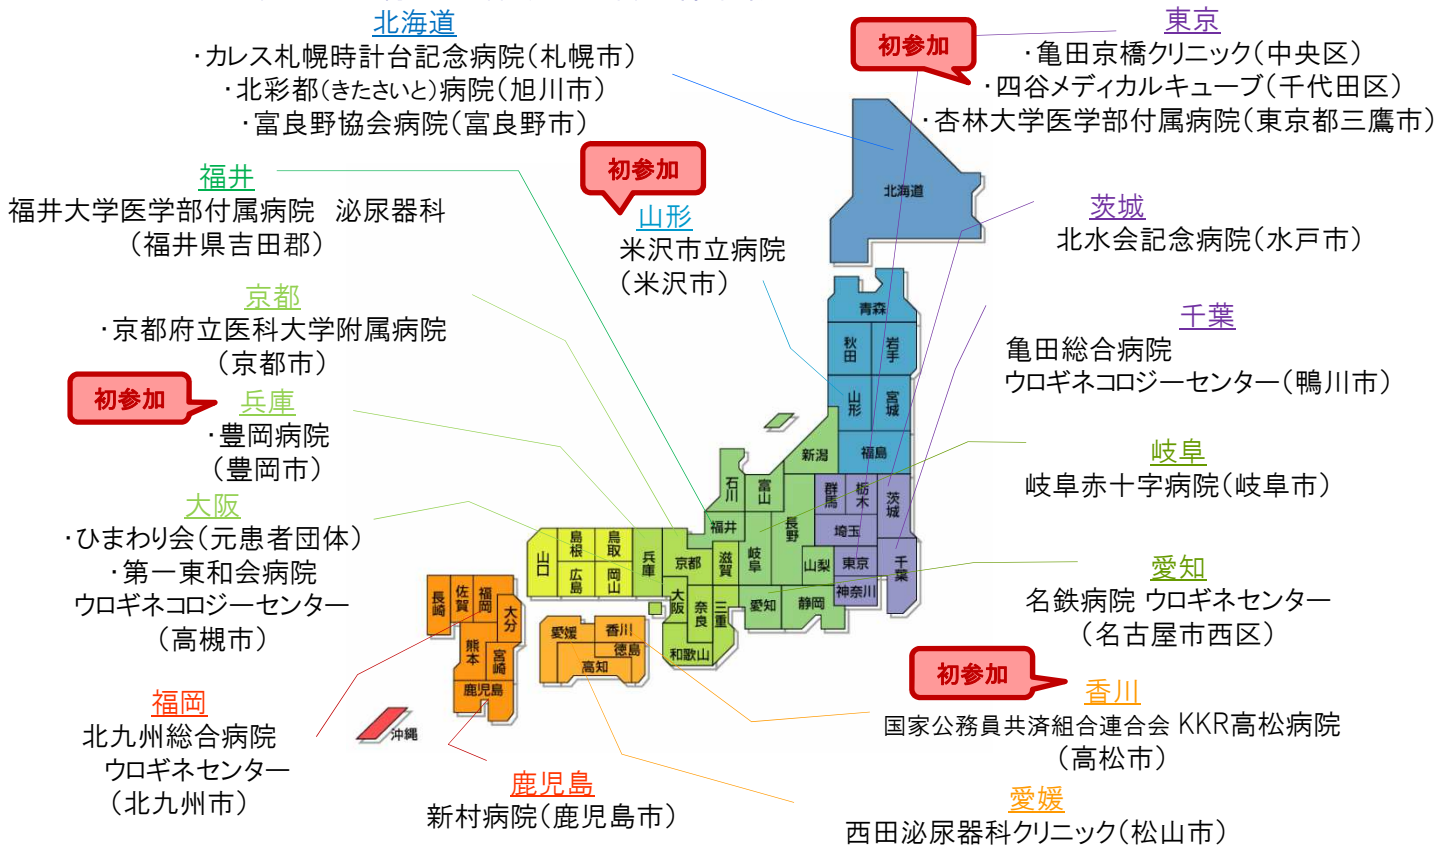 北海道
・カレス札幌時計台記念病院（札幌市）
・北彩都（きたさいと）病院（旭川市）
・富良野協会病院（富良野市）
初参加
東京
・亀田京橋クリニック（中央区）
・四谷メディカルキューブ（千代田区）
・杏林大学医学部付属病院（東京都三鷹市）
福井
福井大学医学部付属病院　泌尿器科
（福井県吉田郡）
初参加
山形
米沢市立病院
（米沢市）
茨城
北水会記念病院（水戸市）
京都
・京都府立医科大学附属病院
（京都市）
千葉
亀田総合病院
ウロギネコロジーセンター（鴨川市）
初参加
兵庫
・豊岡病院
（豊岡市）
岐阜
岐阜赤十字病院（岐阜市）
大阪
・ひまわり会（元患者団体）
・第一東和会病院
ウロギネコロジーセンター
（高槻市）
愛知
名鉄病院 ウロギネセンター
（名古屋市西区）
初参加
香川
国家公務員共済組合連合会 KKR高松病院
（高松市）
福岡
北九州総合病院
ウロギネセンター
（北九州市）
鹿児島
新村病院（鹿児島市）
愛媛
西田泌尿器科クリニック（松山市）
北海道
青森
秋田
岩手
山形
宮城
新潟
福島
石川
富山
群馬
栃木
茨城
福井
長野
埼玉
山口
島根
鳥取
兵庫
京都
滋賀
岐阜
山梨
東京
千葉
広島
岡山
神奈川
大阪
奈良
三重
愛知
静岡
和歌山
長崎
佐賀
福岡
大分
熊本
宮崎
鹿児島
愛媛
香川
徳島
高知
沖縄